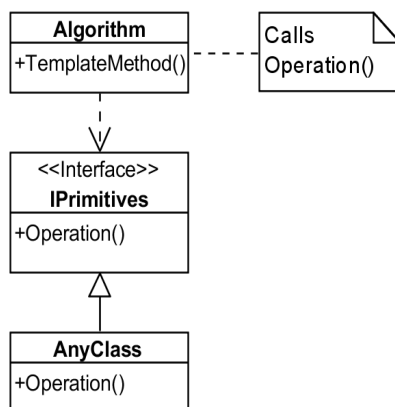 Algorithm
+TemplateMethod()
Calls
Operation()
<<Interface>>
IPrimitives
+Operation()
AnyClass
+Operation()